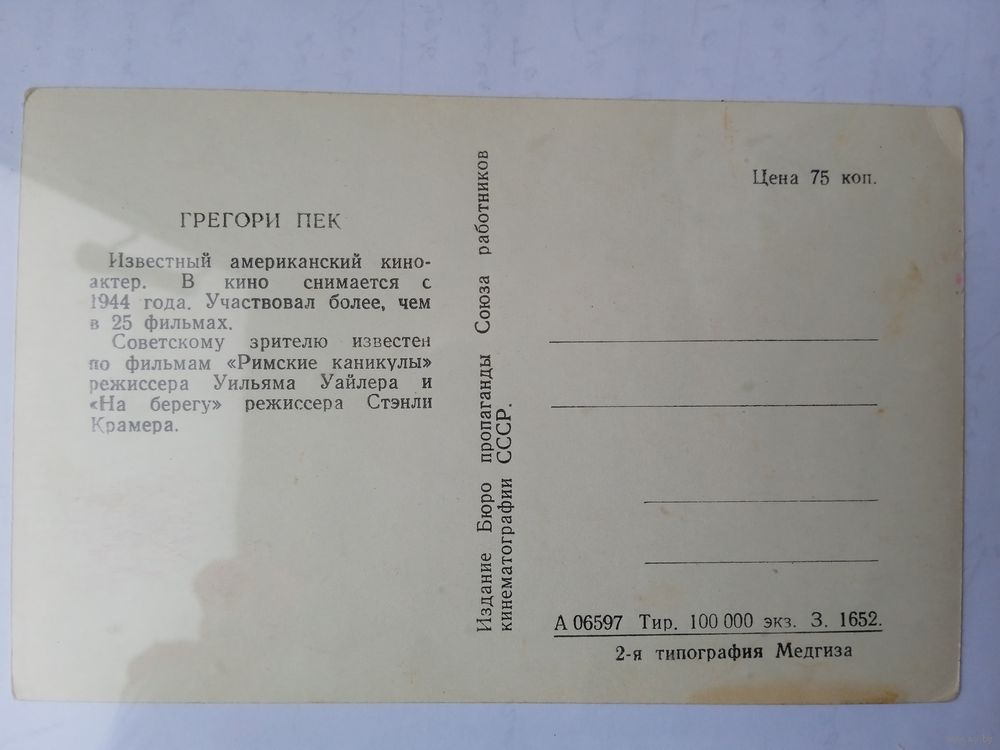 ГРЕГОРИ ПЕК
Известный американский кино-
актер. В кино снимается с
1944 года. Участвовал более, чем
в 25 фильмах.
Советскому зрителю известен
по фильмам «Римские каникулы»
режиссера Уильяма Уайлера и
«На берегу» режиссера Стэнли
Крамера.
Издание Бюро пропаганды Союза работников
кинематографии СССР.
Цена 75 коп.
А 06597 Тир. 100 000 экз. З. 1652.
2-я типография Медгиза